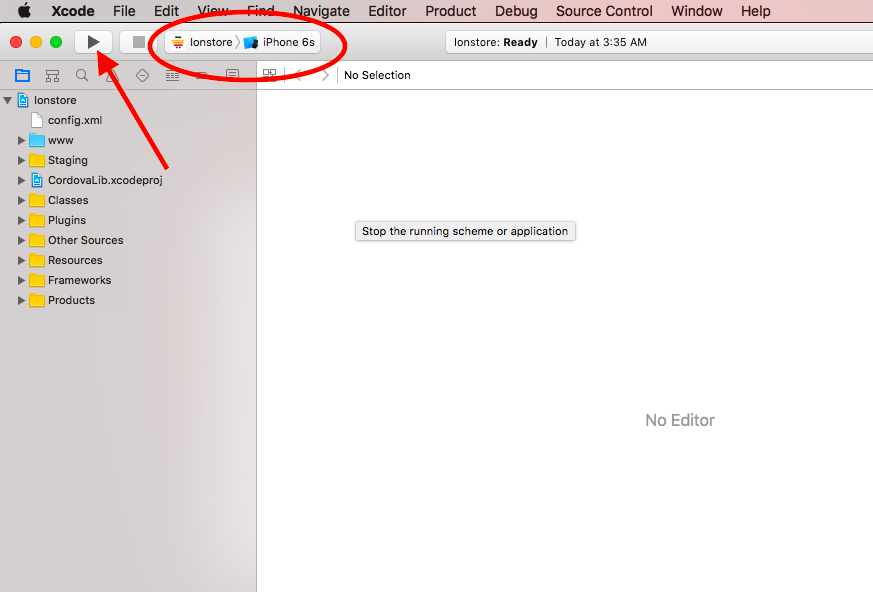 Xcode File Edit View Find Navigate Editor Product Debug Source Control Window Help
Ionstore iPhone 6s
Ionstore: Ready | Today at 3:35 AM
No Selection
Ionstore
config.xml
www
Staging
CordovaLib.xcodeproj
Classes
Plugins
Other Sources
Resources
Frameworks
Products
Stop the running scheme or application
No Editor